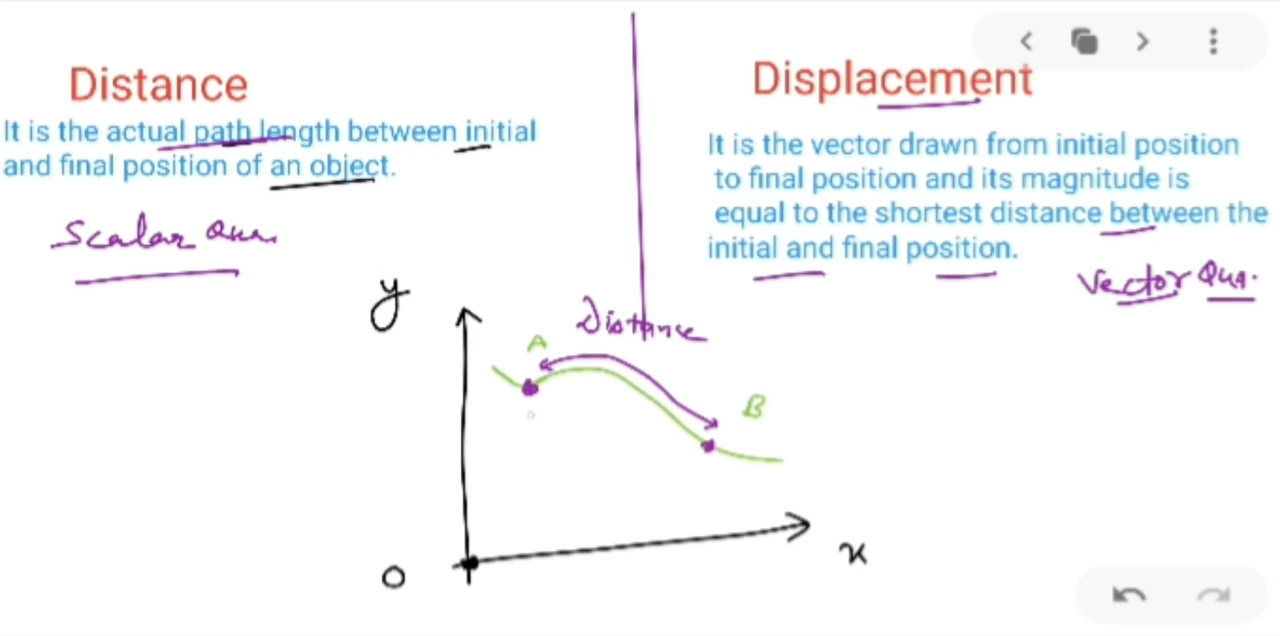 Distance
It is the actual path length between initial
and final position of an object.
Scalar Qua.
Displacement
It is the vector drawn from initial position
to final position and its magnitude is
equal to the shortest distance between the
initial and final position.
Vector Qua.
y
Distance
A
B
O
x